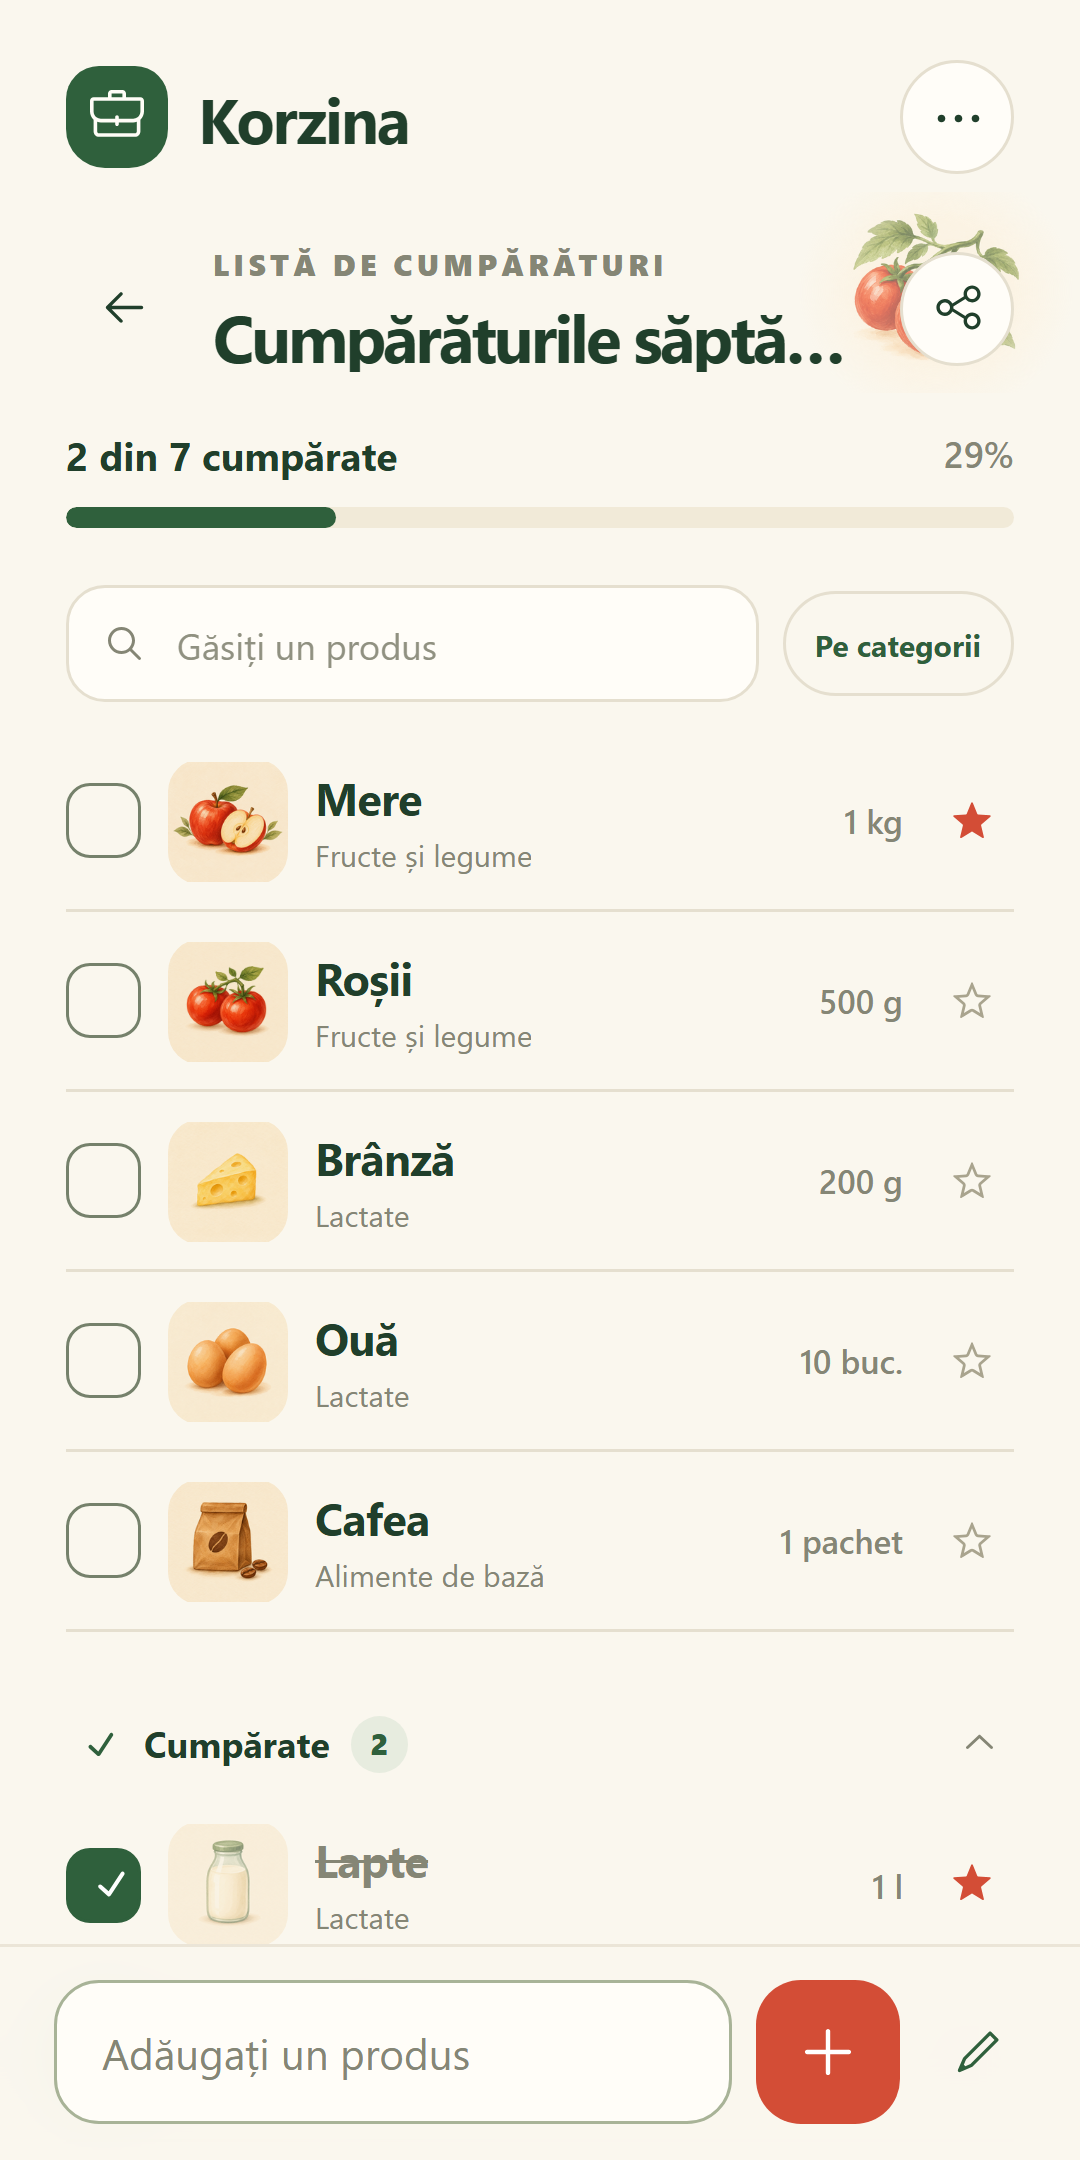 Korzina
LISTĂ DE CUMPĂRĂTURI
Cumpărăturile săptă...
2 din 7 cumpărate
29%
Găsiți un produs
Pe categorii
Mere
Fructe și legume
1 kg
Roșii
Fructe și legume
500 g
Brânză
Lactate
200 g
Ouă
Lactate
10 buc.
Cafea
Alimente de bază
1 pachet
Cumpărate 2
Lapte
Lactate
1 l
Adăugați un produs